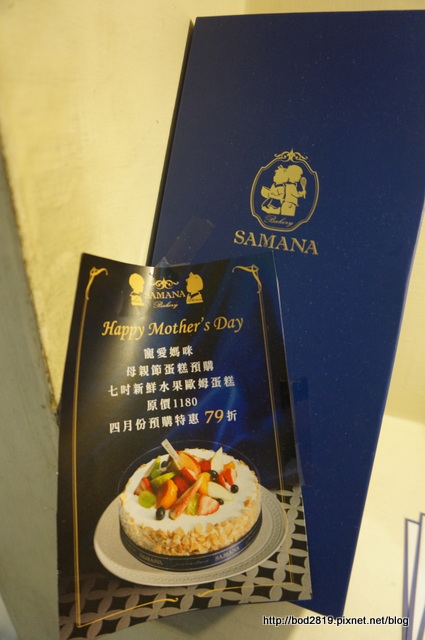 Bakery
SAMANA
SAMANA
Bakery
Happy Mother's Day
寵愛媽咪
母親節蛋糕預購
七吋新鮮水果歐姆蛋糕
原價1180
四月份預購特惠 79折
SAMANA
SAMANA
http://bod2819.pixnet.net/blog